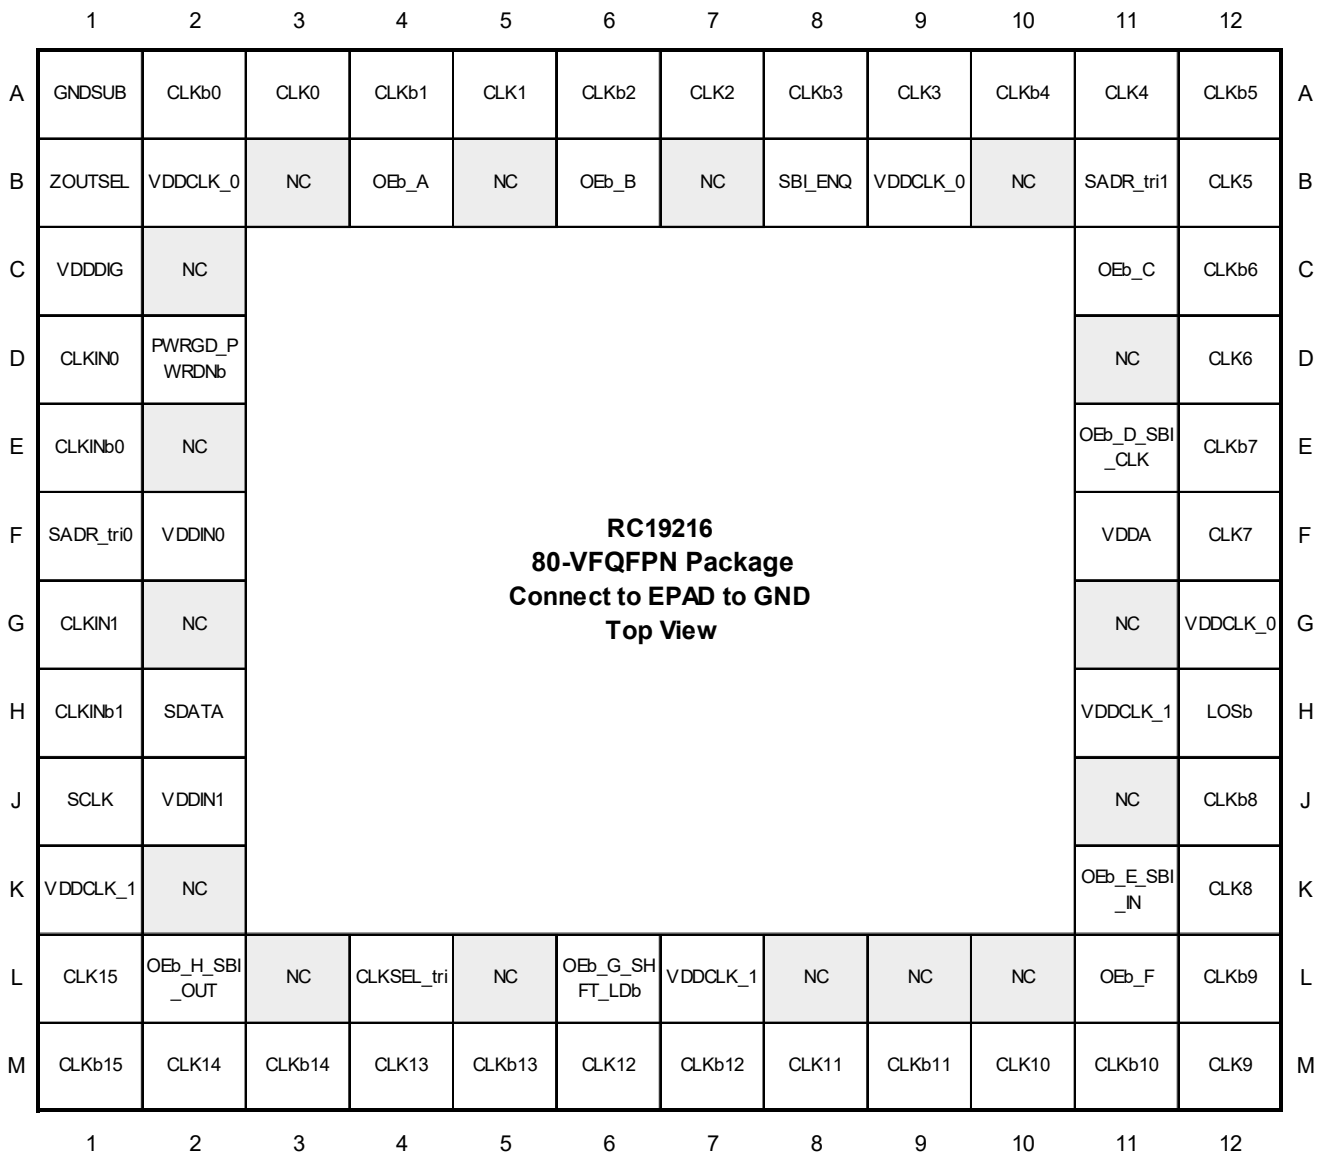 1 2 3 4 5 6 7 8 9 10 11 12
A GNDSUB CLKb0 CLK0 CLKb1 CLK1 CLKb2 CLK2 CLKb3 CLK3 CLKb4 CLK4 CLKb5 A
B ZOUTSEL VDDCLK_0 NC OEb_A NC OEb_B NC SBI_ENQ VDDCLK_0 NC SADR_tri1 CLK5 B
C VDDDIG NC OEb_C CLKb6 C
D CLKIN0 PWRGD_P
WRDNb NC CLK6 D
E CLKINb0 NC OEb_D_SBI
_CLK CLKb7 E
F SADR_tri0 VDDIN0 VDDA CLK7 F
RC19216
80-VFQFPN Package
Connect to EPAD to GND
Top View
G CLKIN1 NC NC VDDCLK_0 G
H CLKINb1 SDATA VDDCLK_1 LOSb H
J SCLK VDDIN1 NC CLKb8 J
K VDDCLK_1 NC OEb_E_SBI
_IN CLK8 K
L CLK15 OEb_H_SBI
_OUT NC CLKSEL_tri NC OEb_G_SH
FT_LDb VDDCLK_1 NC NC NC OEb_F CLKb9 L
M CLKb15 CLK14 CLKb14 CLK13 CLKb13 CLK12 CLKb12 CLK11 CLKb11 CLK10 CLKb10 CLK9 M
1 2 3 4 5 6 7 8 9 10 11 12